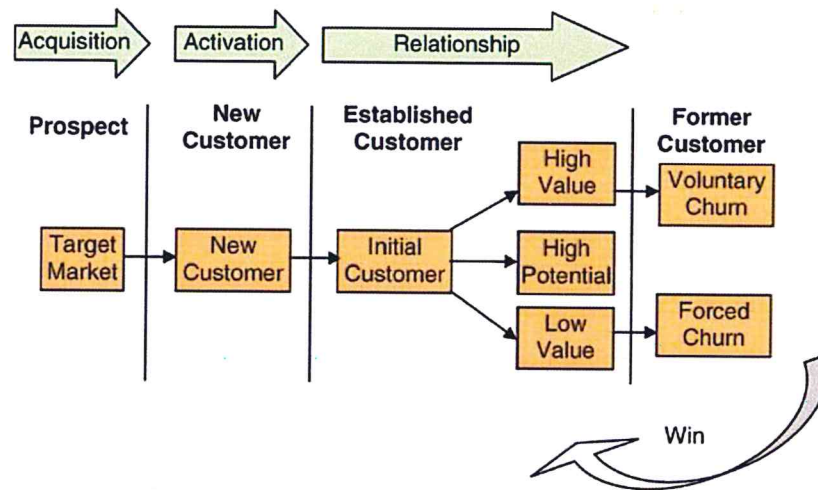 Acquisition
Activation
Relationship
Prospect
New
Customer
Established
Customer
Former
Customer
Target
Market
New
Customer
Initial
Customer
High
Value
High
Potential
Low
Value
Voluntary
Churn
Forced
Churn
Win